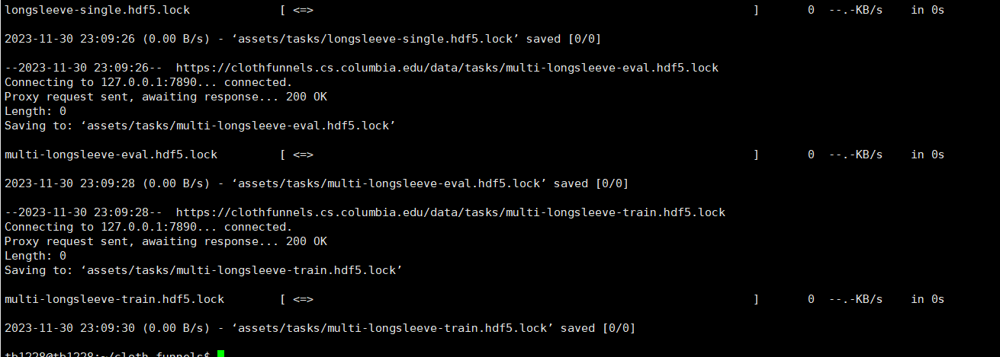 longsleeve-single.hdf5.lock [ <=> ] 0 --.-KB/s in 0s
2023-11-30 23:09:26 (0.00 B/s) - ‘assets/tasks/longsleeve-single.hdf5.lock’ saved [0/0]
--2023-11-30 23:09:26-- https://clothfunnels.cs.columbia.edu/data/tasks/multi-longsleeve-eval.hdf5.lock
Connecting to 127.0.0.1:7890... connected.
Proxy request sent, awaiting response... 200 OK
Length: 0
Saving to: ‘assets/tasks/multi-longsleeve-eval.hdf5.lock’
multi-longsleeve-eval.hdf5.lock [ <=> ] 0 --.-KB/s in 0s
2023-11-30 23:09:28 (0.00 B/s) - ‘assets/tasks/multi-longsleeve-eval.hdf5.lock’ saved [0/0]
--2023-11-30 23:09:28-- https://clothfunnels.cs.columbia.edu/data/tasks/multi-longsleeve-train.hdf5.lock
Connecting to 127.0.0.1:7890... connected.
Proxy request sent, awaiting response... 200 OK
Length: 0
Saving to: ‘assets/tasks/multi-longsleeve-train.hdf5.lock’
multi-longsleeve-train.hdf5.lock [ <=> ] 0 --.-KB/s in 0s
2023-11-30 23:09:30 (0.00 B/s) - ‘assets/tasks/multi-longsleeve-train.hdf5.lock’ saved [0/0]
tb1228@tb1228:~/cloth-funnels$